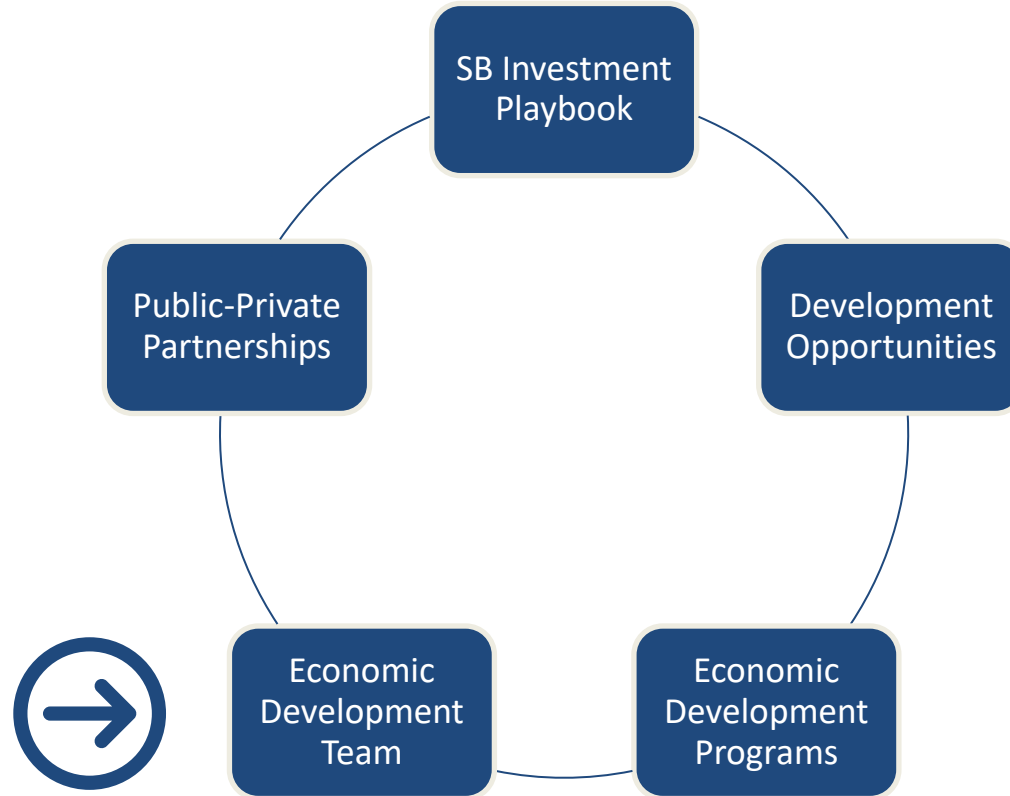 SB Investment
Playbook
Public-Private
Partnerships
Development
Opportunities
Economic
Development
Team
Economic
Development
Programs